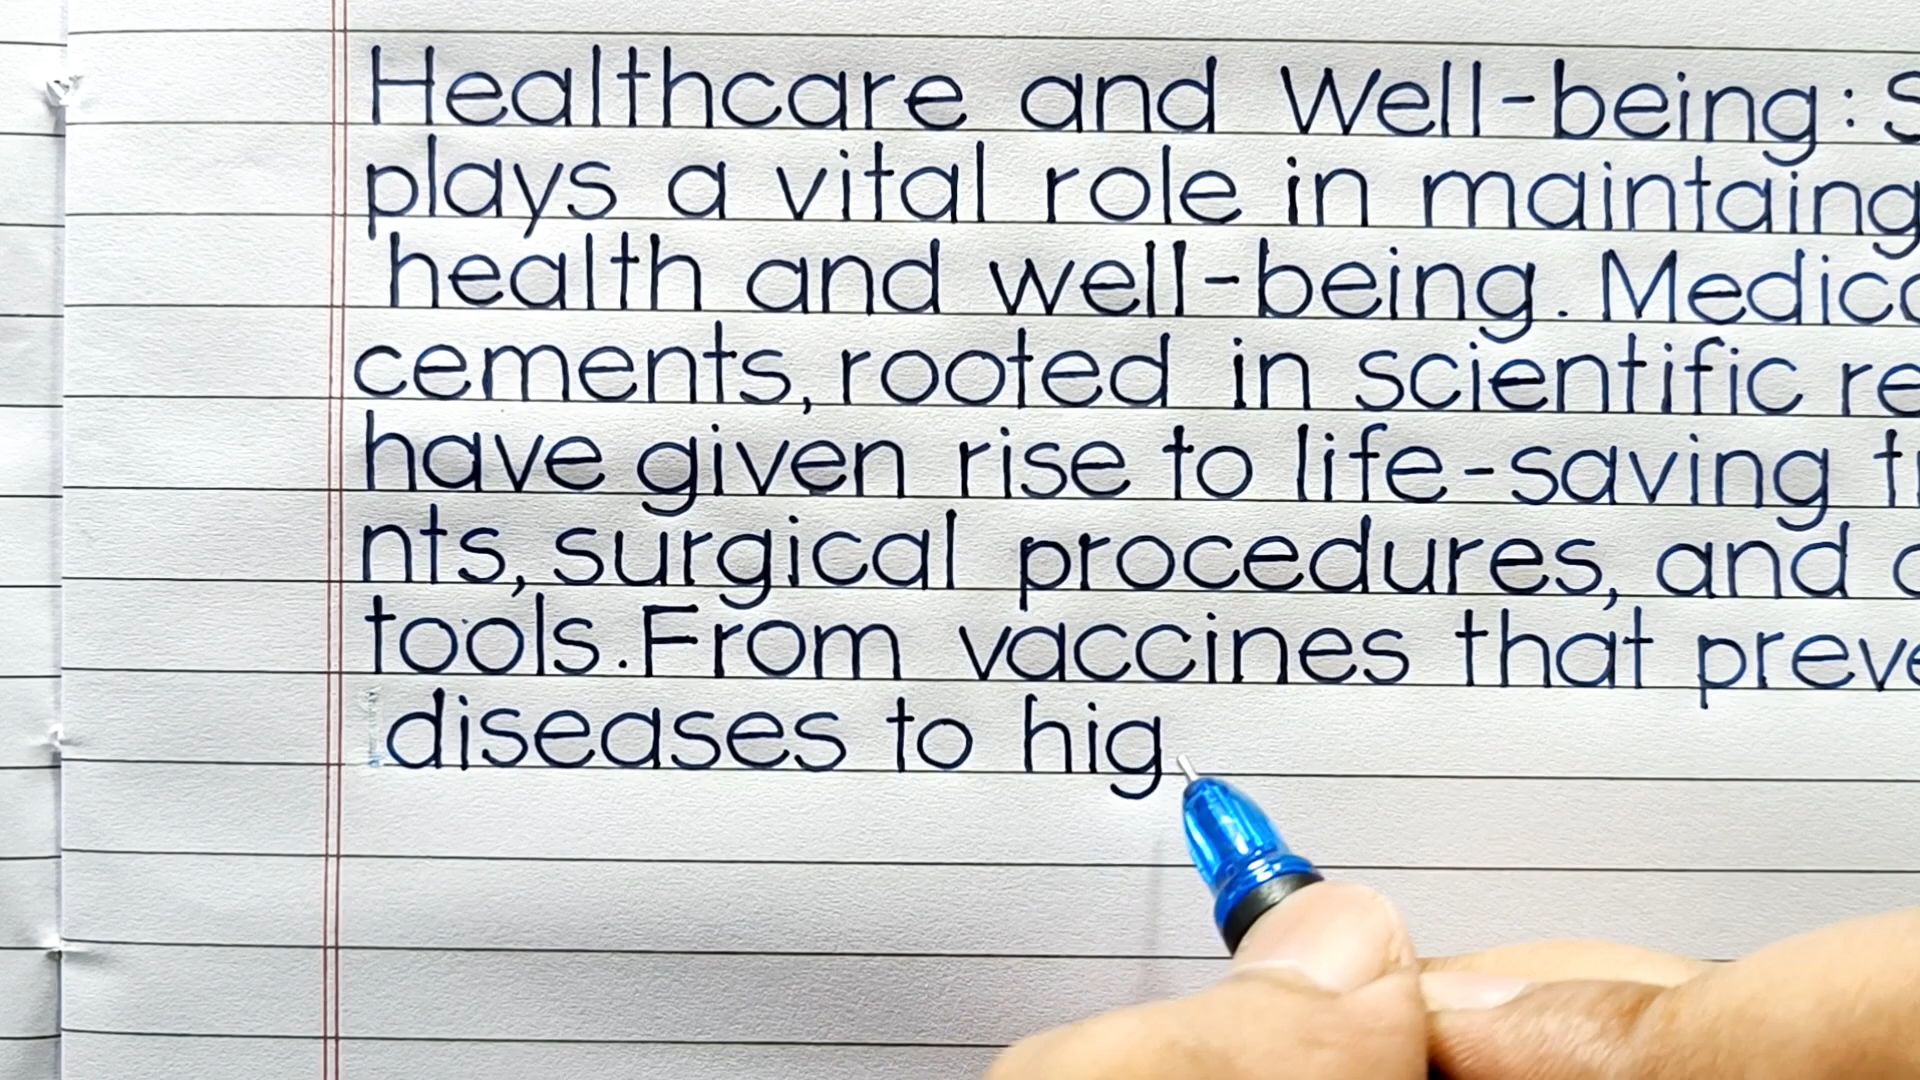 Healthcare and Well-being: S
plays a vital role in maintaing
health and well-being. Medic
cements, rooted in scientific re
have given rise to life-saving t
nts, surgical procedures, and
tools. From vaccines that preve
diseases to hig